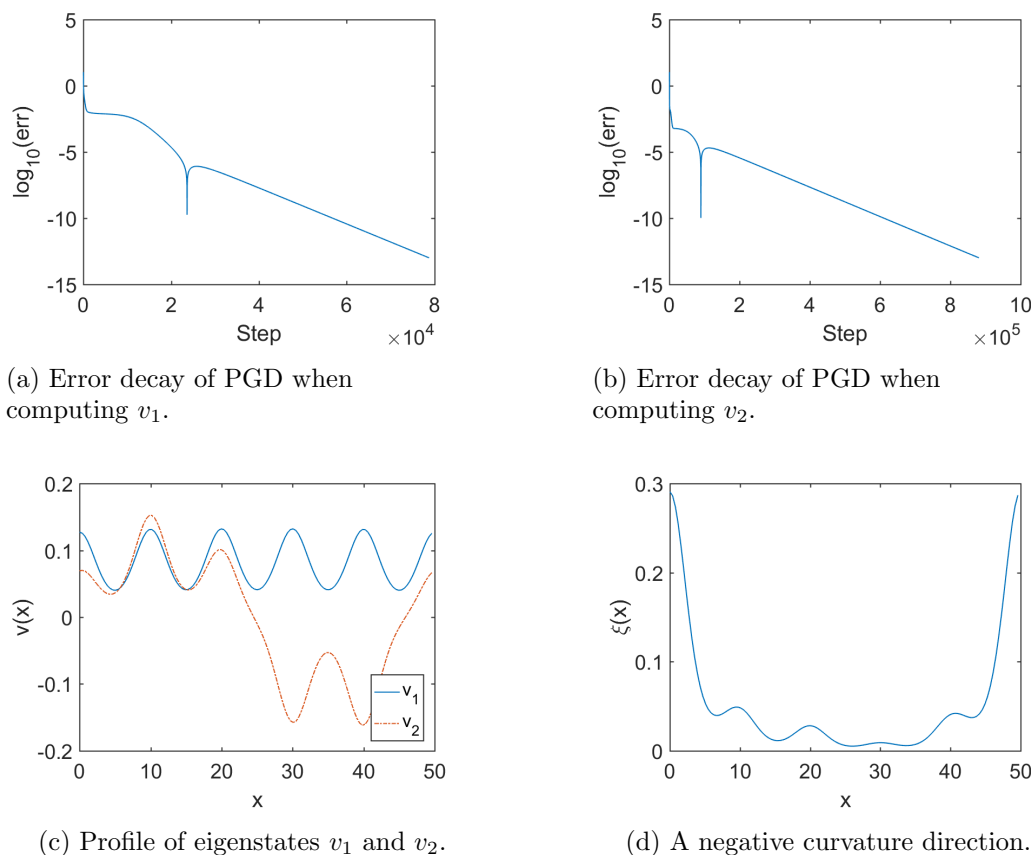 5
0
-5
-10
-15
log10(err)
0 2 4 6 8
Step
×10^4
(a) Error decay of PGD when
computing v1.
5
0
-5
-10
-15
log10(err)
0 2 4 6 8 10
Step
×10^5
(b) Error decay of PGD when
computing v2.
0.2
0.1
0
-0.1
-0.2
v(x)
v1
v2
0 10 20 30 40 50
x
(c) Profile of eigenstates v1 and v2.
0.3
0.2
0.1
0
ξ(x)
0 10 20 30 40 50
x
(d) A negative curvature direction.